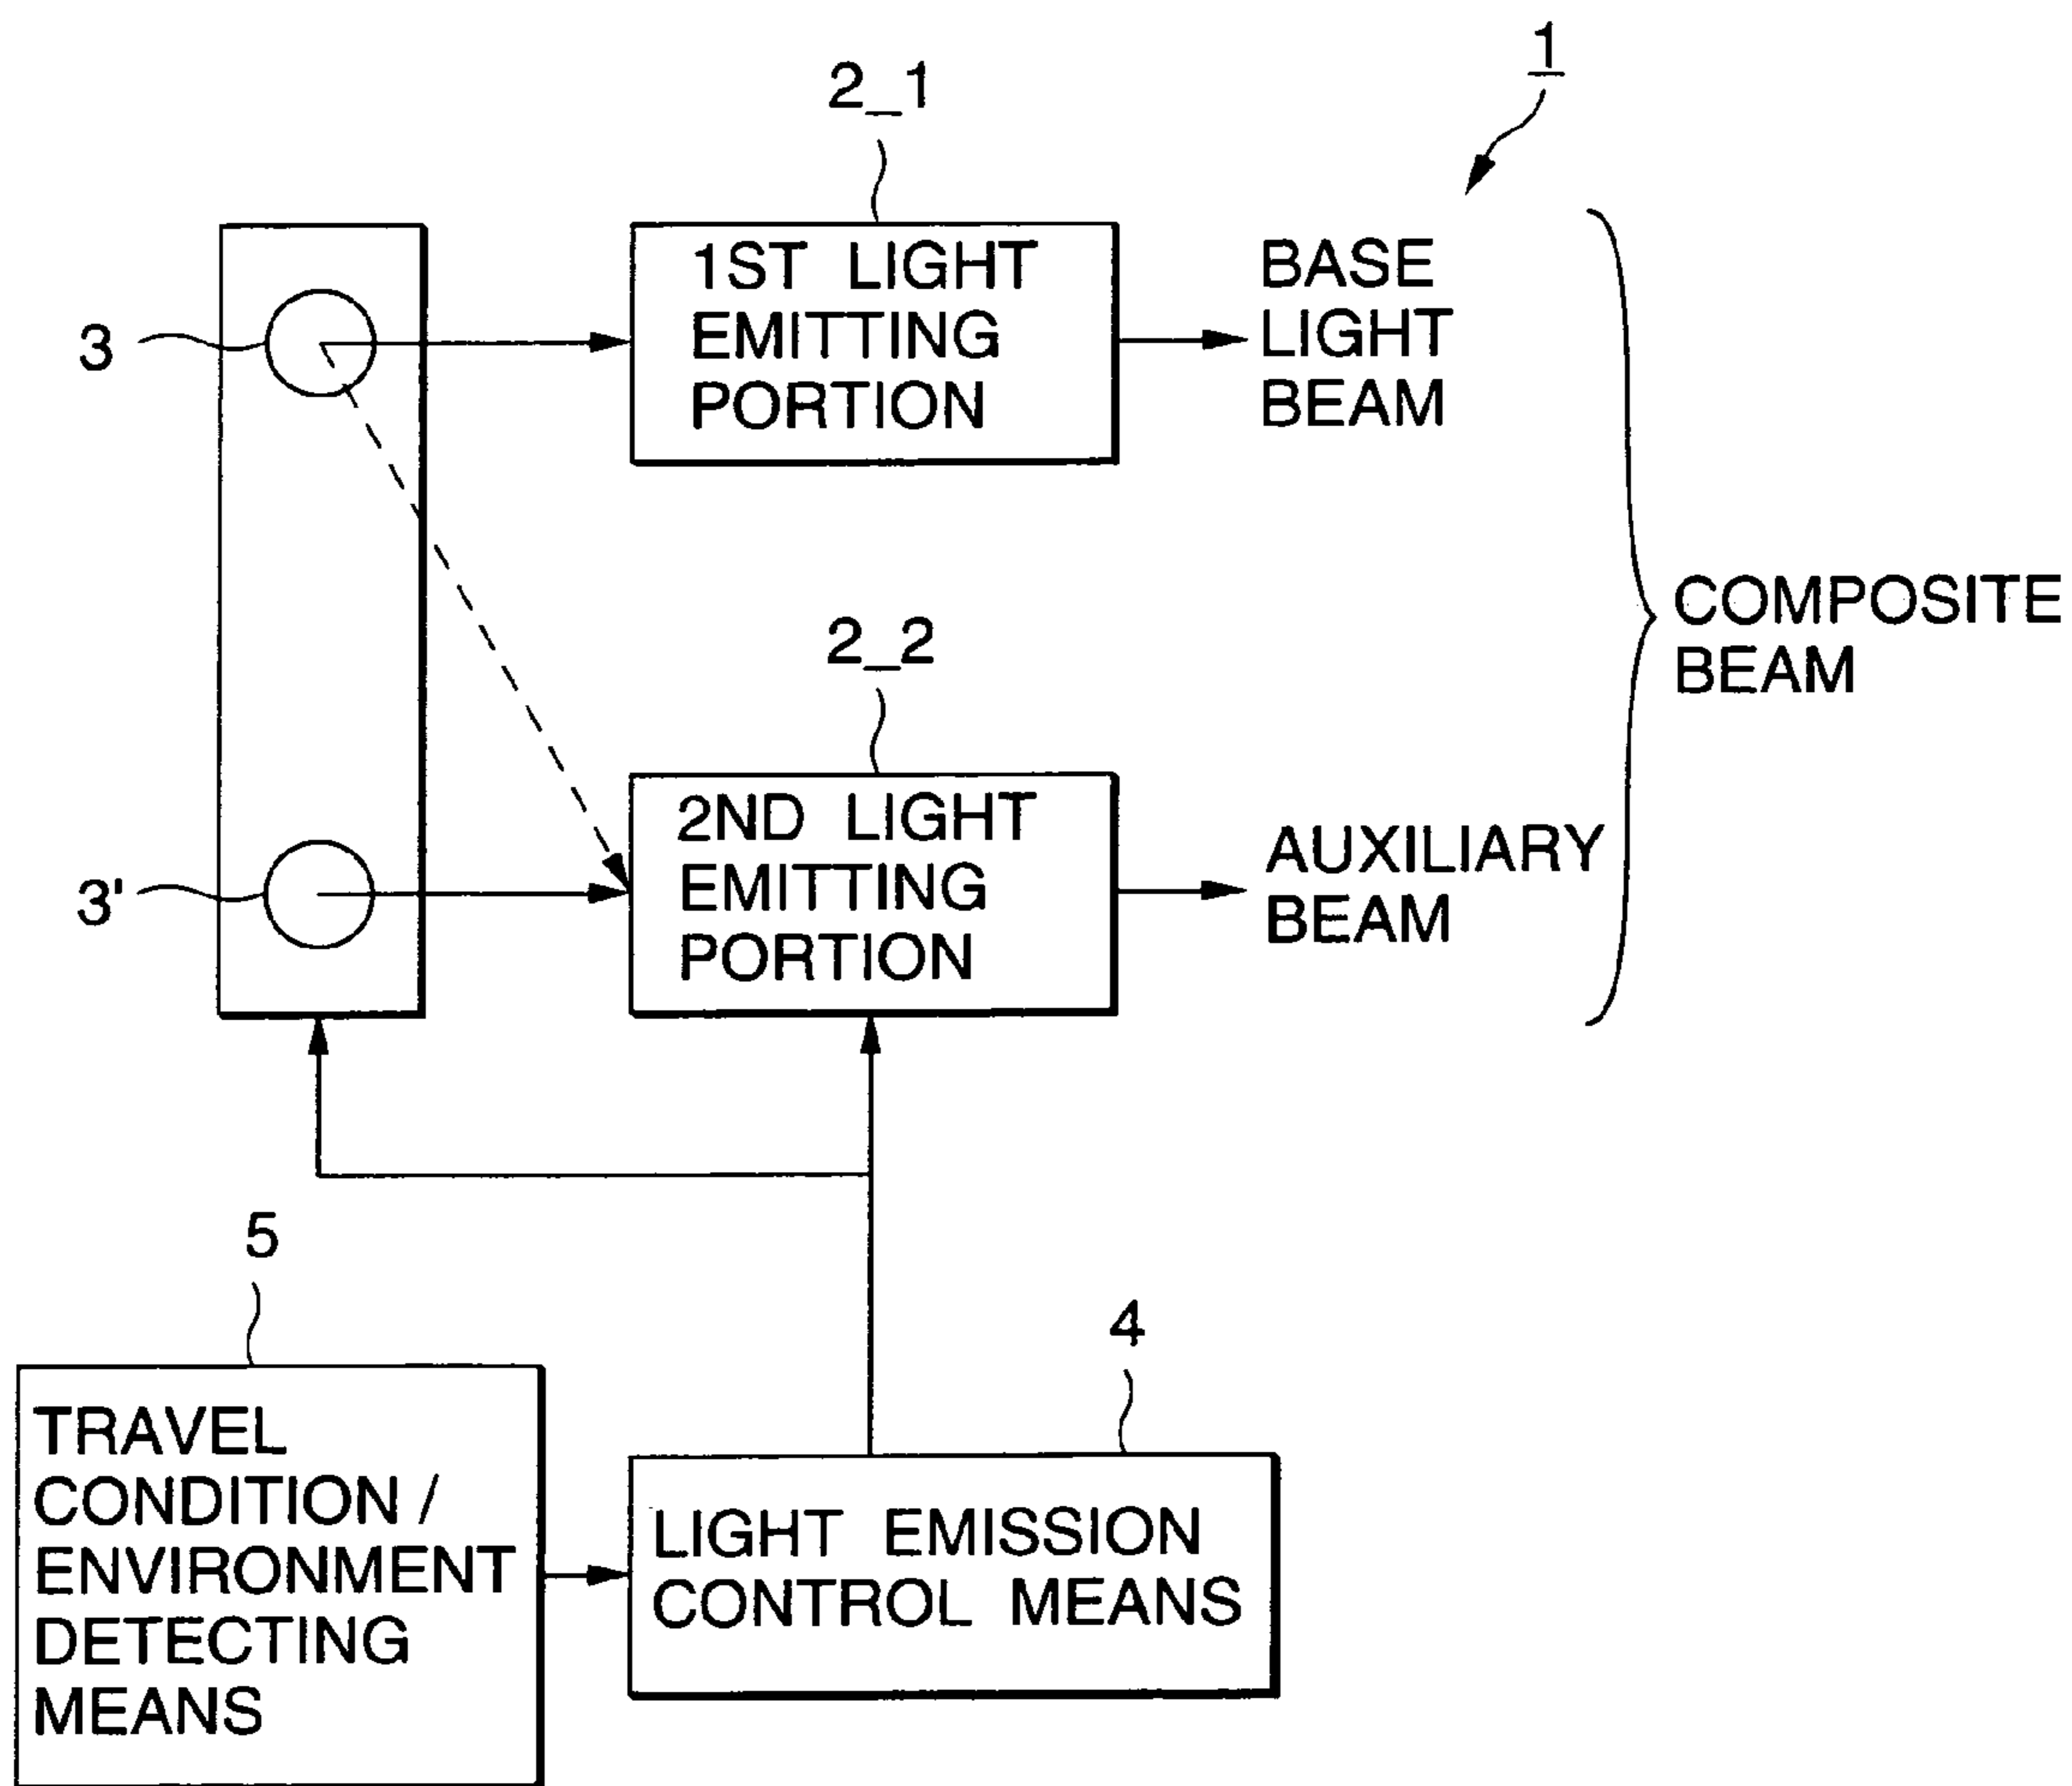 1
2_1
1ST LIGHT
EMITTING
PORTION
BASE
LIGHT
BEAM
3
COMPOSITE
BEAM
2_2
2ND LIGHT
EMITTING
PORTION
AUXILIARY
BEAM
3'
5
4
TRAVEL
CONDITION /
ENVIRONMENT
DETECTING
MEANS
LIGHT EMISSION
CONTROL MEANS